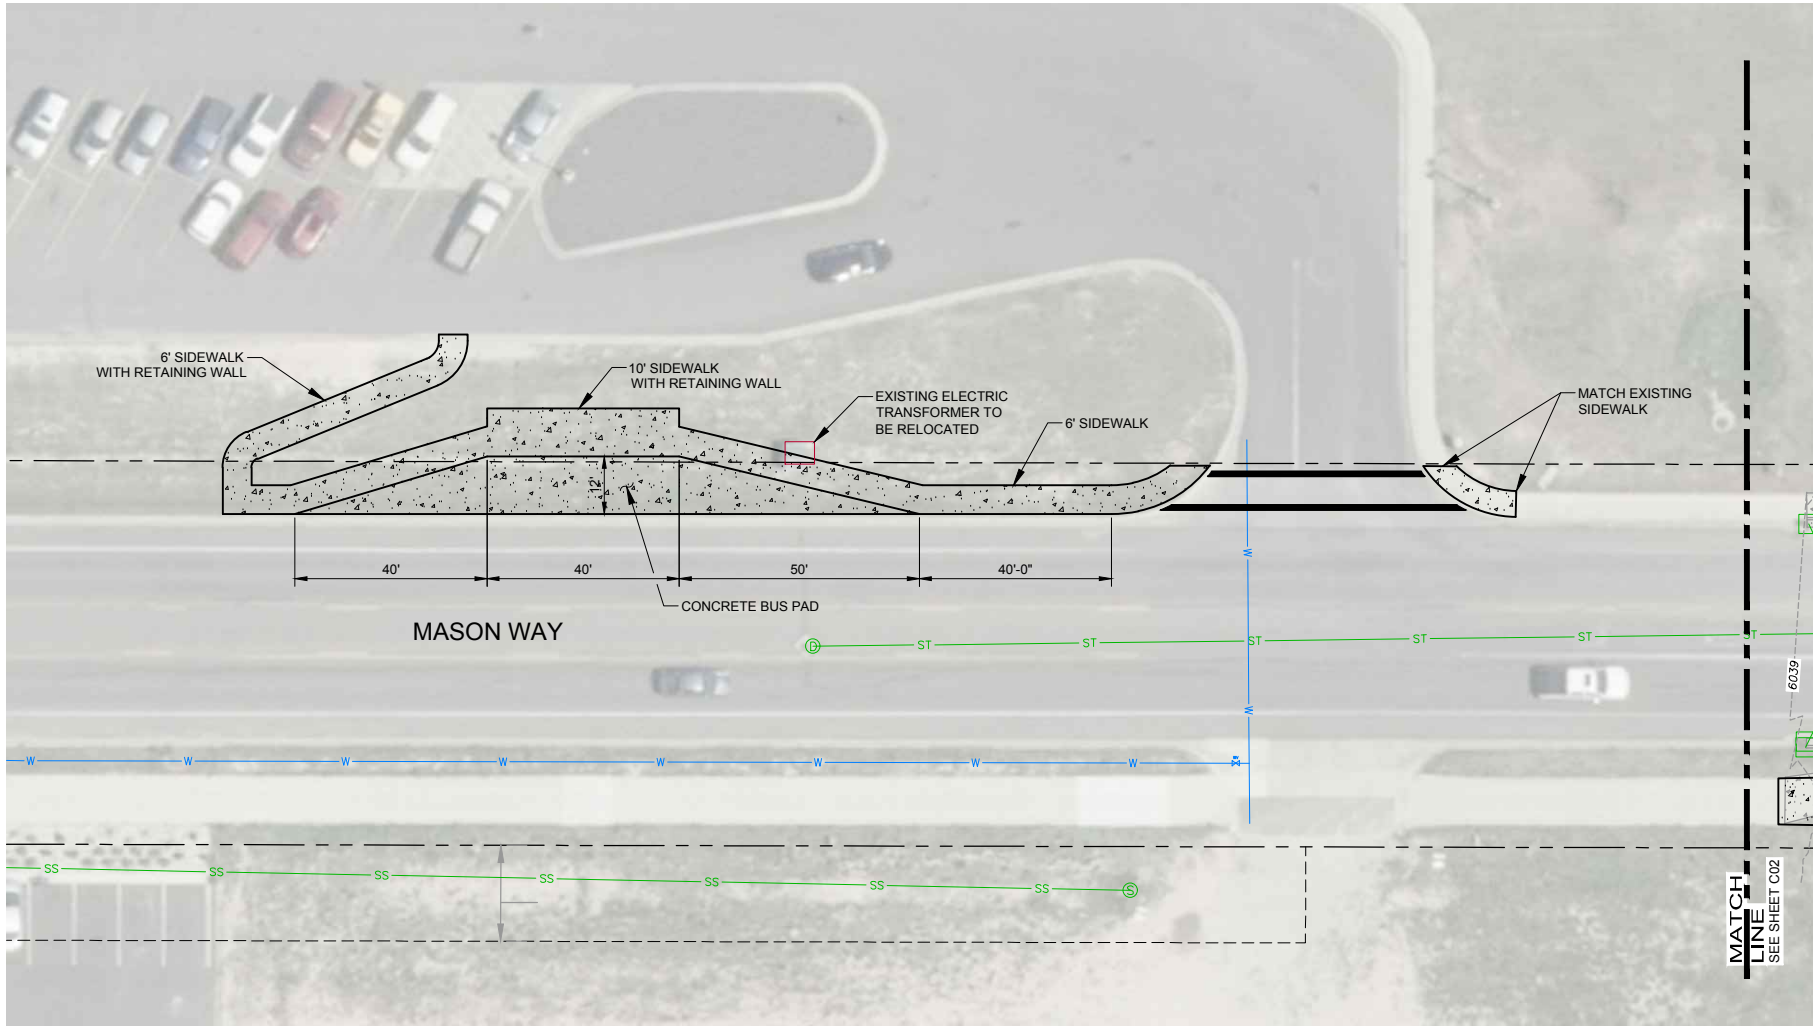 6' SIDEWALK
WITH RETAINING WALL
10' SIDEWALK
WITH RETAINING WALL
EXISTING ELECTRIC
TRANSFORMER TO
BE RELOCATED
6' SIDEWALK
MATCH EXISTING
SIDEWALK
12'
40'
40'
50'
40'-0"
CONCRETE BUS PAD
MASON WAY
W
W
D
ST
ST
ST
ST
ST
ST
6039
W
W
W
W
W
W
W
W
SS
SS
SS
SS
SS
SS
SS
S
MATCH
LINE
SEE SHEET C02